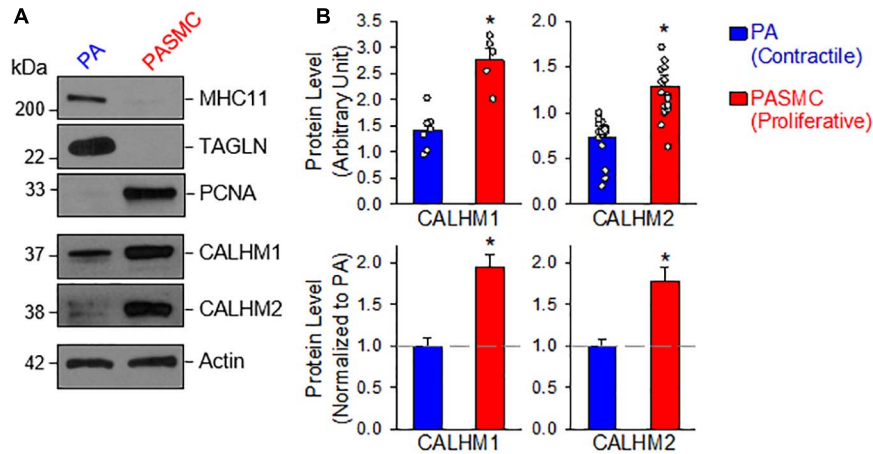 A
PA
PASMC
kDa
200
MHC11
22
TAGLN
33
PCNA
37
CALHM1
38
CALHM2
42
Actin
B
Protein Level
(Arbitrary Unit)
3.5
3.0
2.5
2.0
1.5
1.0
0.5
0.0
*
CALHM1
2.0
1.5
1.0
0.5
0.0
*
CALHM2
PA
(Contractile)
PASMC
(Proliferative)
Protein Level
(Normalized to PA)
2.0
1.5
1.0
0.5
0.0
*
CALHM1
2.0
1.5
1.0
0.5
0.0
*
CALHM2